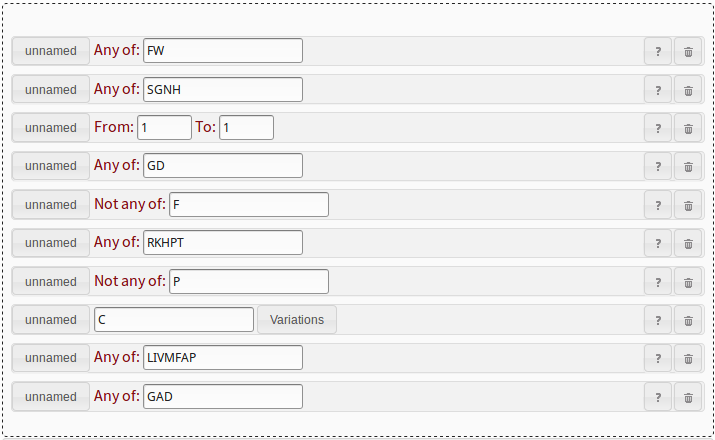 unnamed Any of: FW ?
unnamed Any of: SGNH ?
unnamed From: 1 To: 1 ?
unnamed Any of: GD ?
unnamed Not any of: F ?
unnamed Any of: RKHPT ?
unnamed Not any of: P ?
unnamed C Variations ?
unnamed Any of: LIVMFAP ?
unnamed Any of: GAD ?